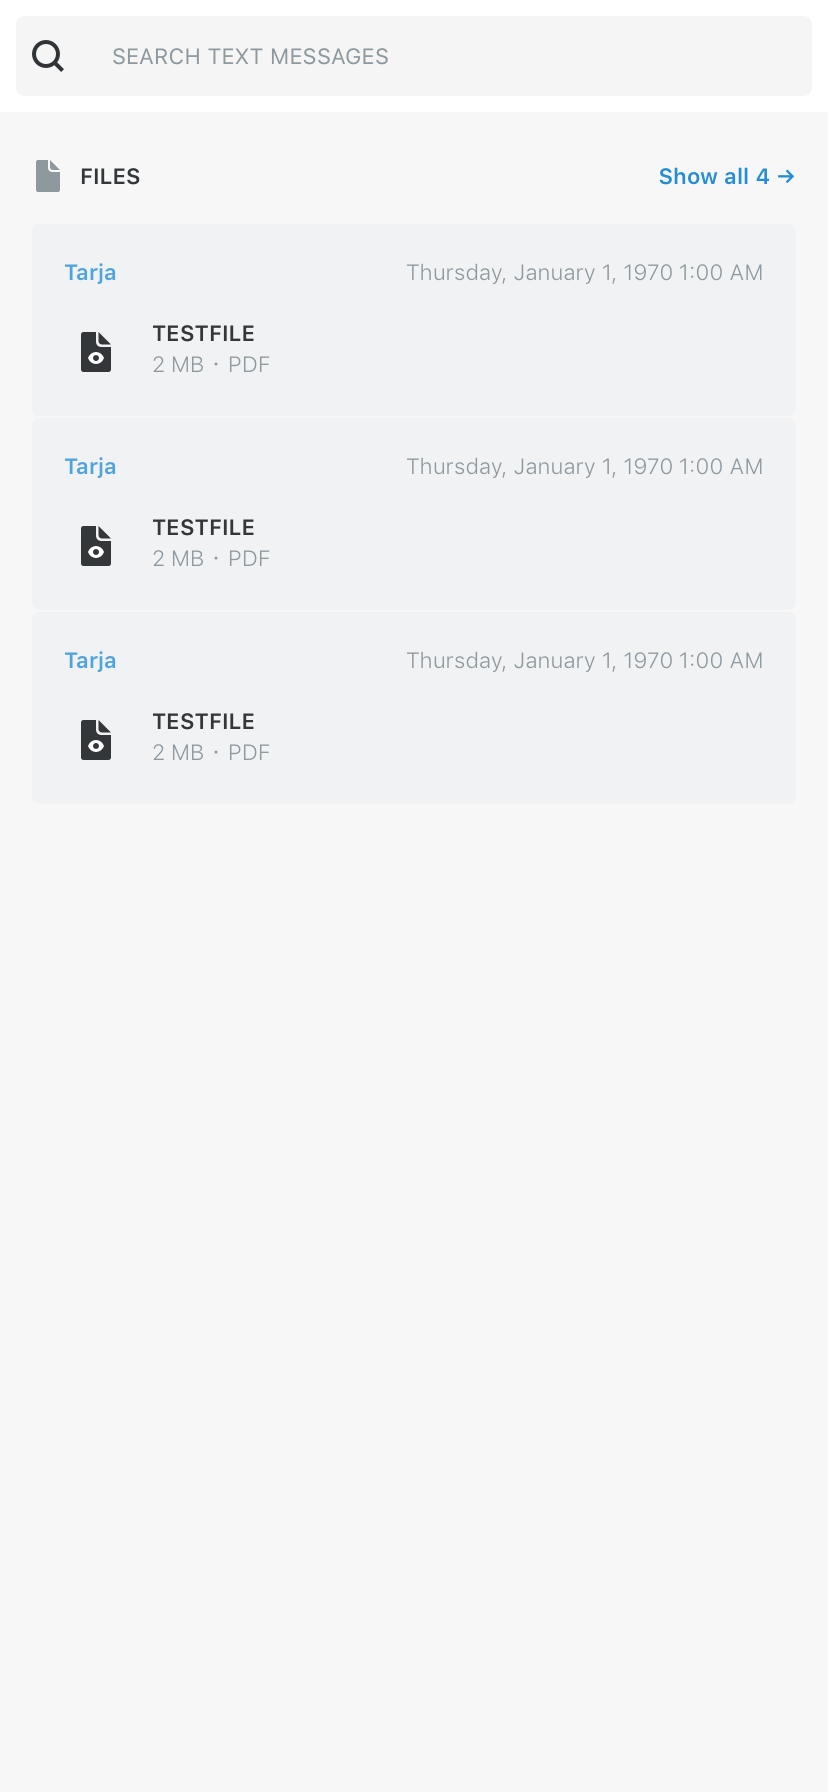 SEARCH TEXT MESSAGES
FILES Show all 4 →
Tarja Thursday, January 1, 1970 1:00 AM
TESTFILE
2 MB · PDF
Tarja Thursday, January 1, 1970 1:00 AM
TESTFILE
2 MB · PDF
Tarja Thursday, January 1, 1970 1:00 AM
TESTFILE
2 MB · PDF